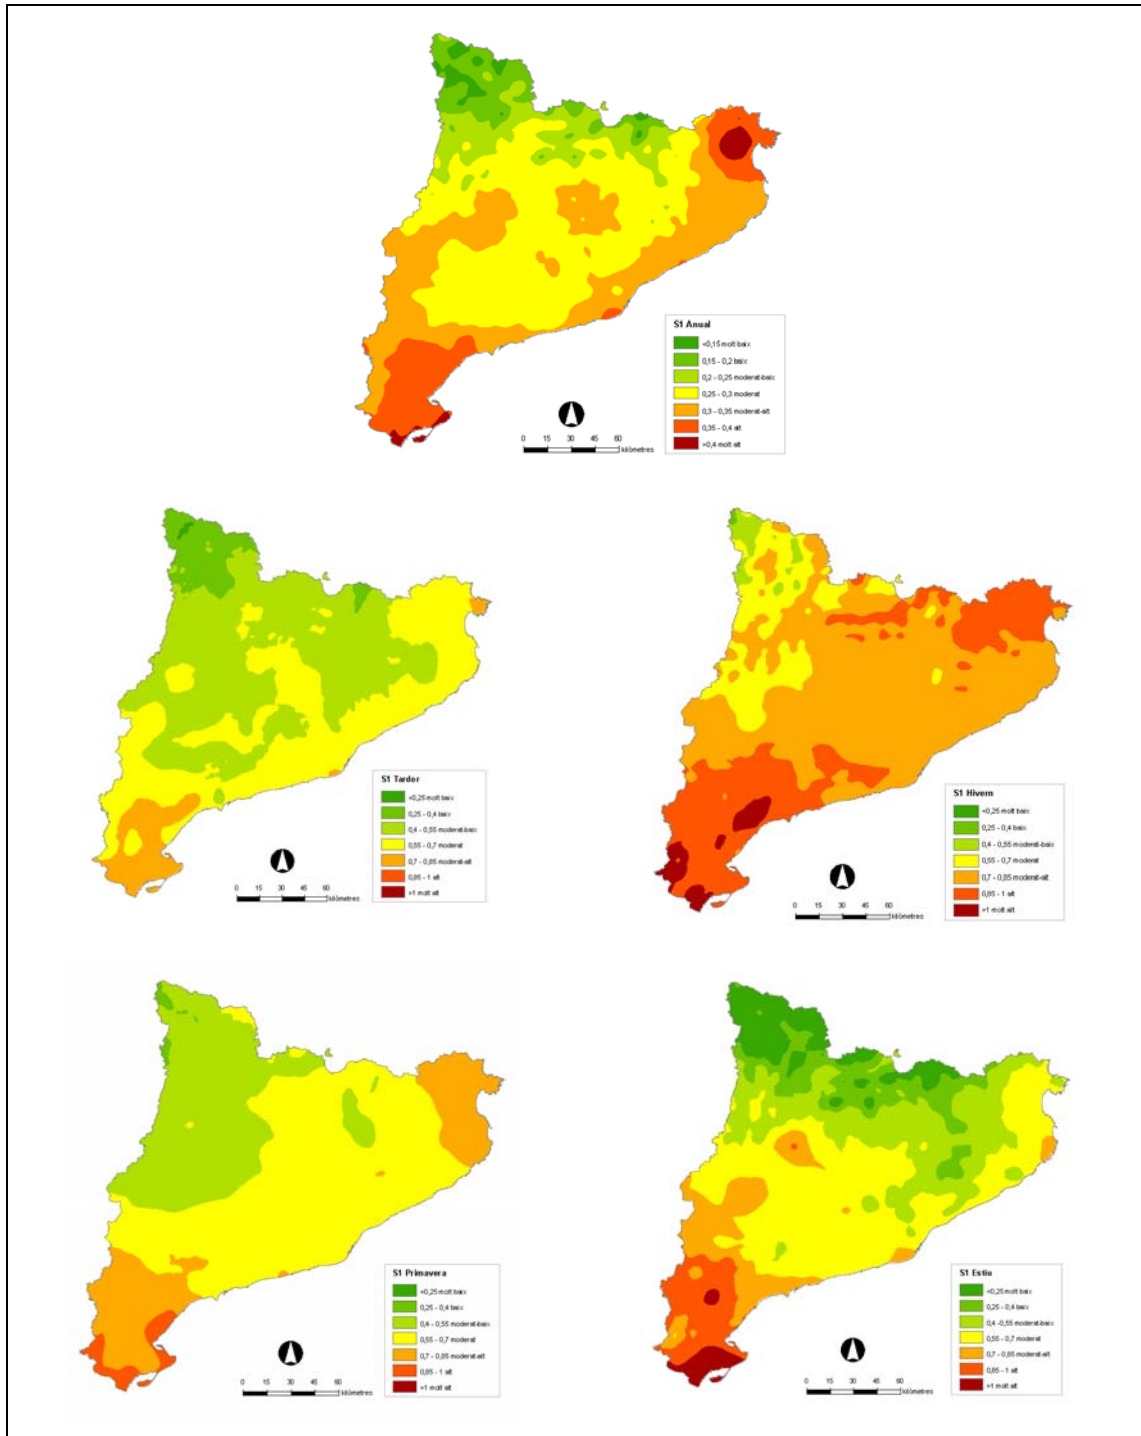 S1 Anual
<0,15 molt baix
0,15 - 0,2 baix
0,2 - 0,25 moderat-baix
0,25 - 0,3 moderat
0,3 - 0,35 moderat-alt
0,35 - 0,4 alt
>0,4 molt alt
0 15 30 45 60
kilòmetres
S1 Tardor
<0,25 molt baix
0,25 - 0,4 baix
0,4 - 0,55 moderat-baix
0,55 - 0,7 moderat
0,7 - 0,85 moderat-alt
0,85 - 1 alt
>1 molt alt
0 15 30 45 60
kilòmetres
S1 Hivern
<0,25 molt baix
0,25 - 0,4 baix
0,4 - 0,55 moderat-baix
0,55 - 0,7 moderat
0,7 - 0,85 moderat-alt
0,85 - 1 alt
>1 molt alt
0 15 30 45 60
kilòmetres
S1 Primavera
<0,25 molt baix
0,25 - 0,4 baix
0,4 - 0,55 moderat-baix
0,55 - 0,7 moderat
0,7 - 0,85 moderat-alt
0,85 - 1 alt
>1 molt alt
0 15 30 45 60
kilòmetres
S1 Estiu
<0,25 molt baix
0,25 - 0,4 baix
0,4 -0,55 moderat-baix
0,55 - 0,7 moderat
0,7 - 0,85 moderat-alt
0,85 - 1 alt
>1 molt alt
0 15 30 45 60
kilòmetres